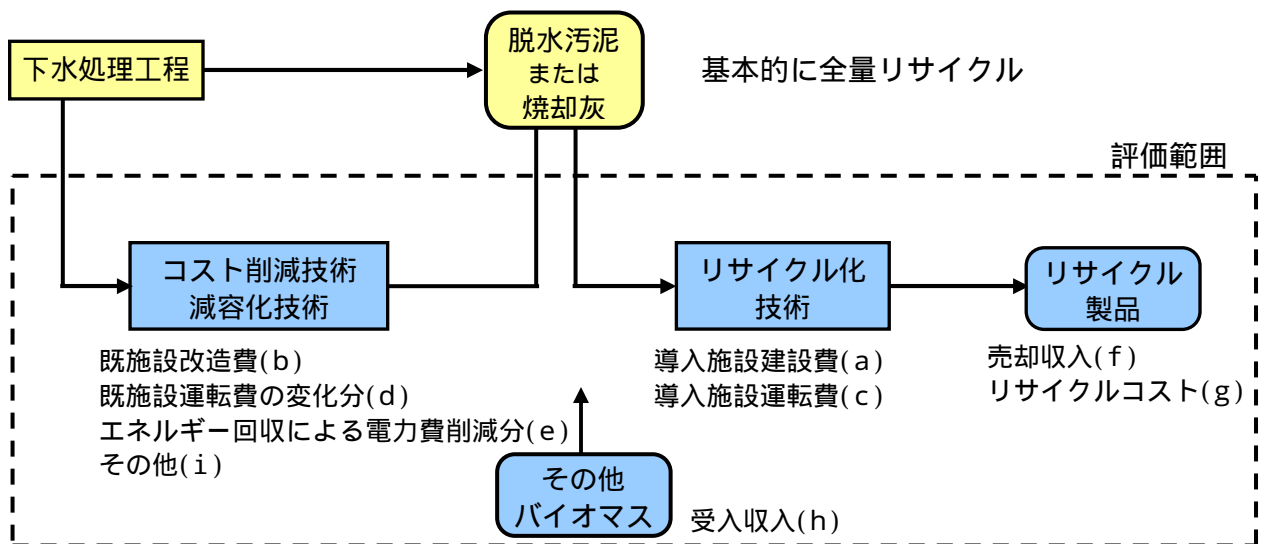 下水処理工程
脱水汚泥
または
焼却灰
基本的に全量リサイクル
評価範囲
コスト削減技術
減容化技術
リサイクル化
技術
リサイクル
製品
既施設改造費(b)
既施設運転費の変化分(d)
エネルギー回収による電力費削減分(e)
その他(i)
導入施設建設費(a)
導入施設運転費(c)
売却収入(f)
リサイクルコスト(g)
その他
バイオマス
受入収入(h)